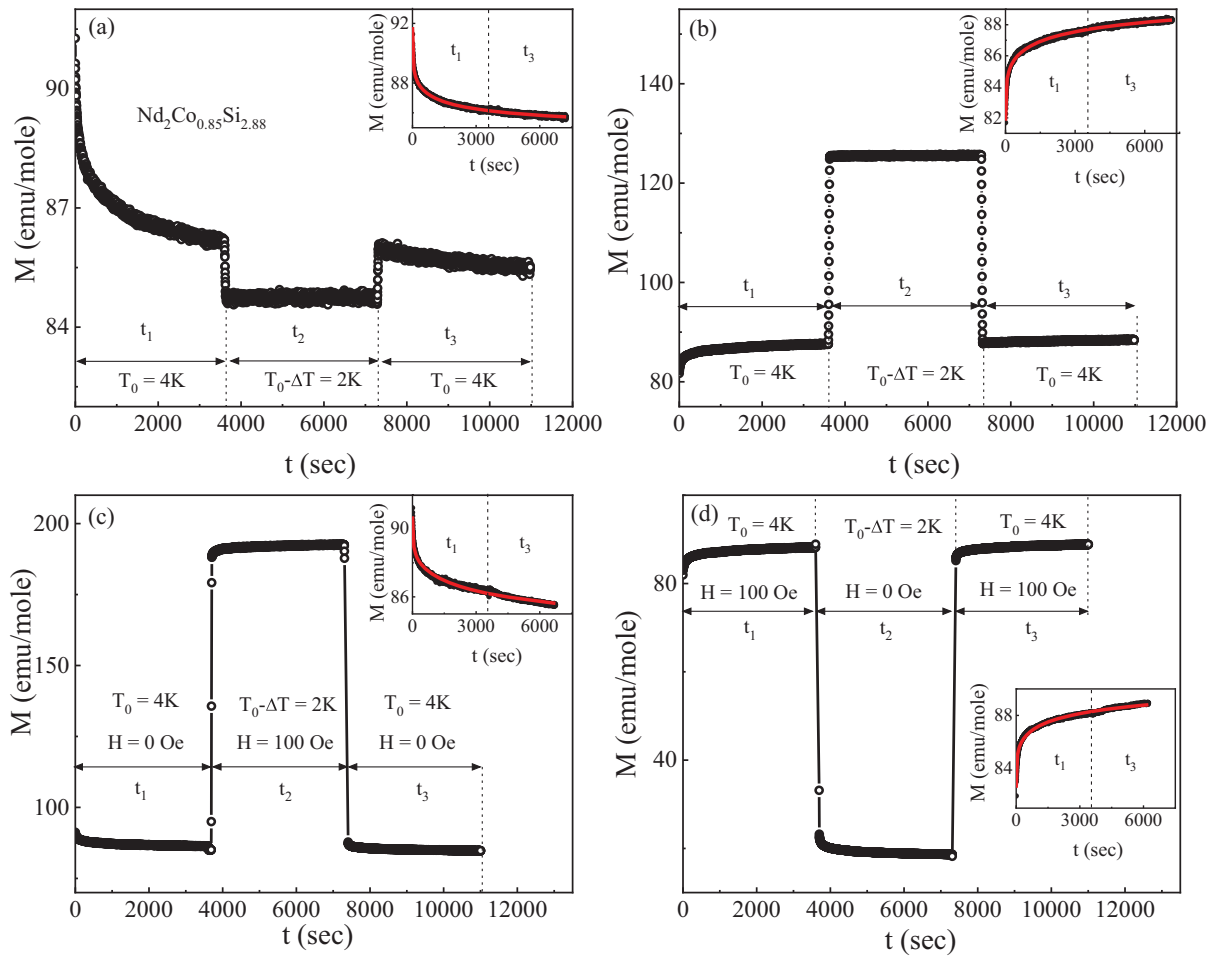 (a)
Nd₂Co₀.₈₅Si₂.₈₈
M (emu/mole)
90
87
84
t₁
t₂
t₃
T₀ = 4K
T₀-ΔT = 2K
T₀ = 4K
0 2000 4000 6000 8000 10000 12000
t (sec)
M (emu/mole)
92
88
t₁
t₃
0 3000 6000
t (sec)
(b)
M (emu/mole)
150
125
100
80
t₁
t₂
t₃
T₀ = 4K
T₀-ΔT = 2K
T₀ = 4K
0 2000 4000 6000 8000 10000 12000
t (sec)
M (emu/mole)
88
86
84
82
t₁
t₃
0 2000 4000 6000
t (sec)
(c)
M (emu/mole)
200
150
100
T₀ = 4K
T₀-ΔT = 2K
T₀ = 4K
H = 0 Oe
H = 100 Oe
H = 0 Oe
t₁
t₂
t₃
0 2000 4000 6000 8000 10000 12000
t (sec)
M (emu/mole)
90
86
t₁
t₃
0 3000 6000
t (sec)
(d)
T₀ = 4K
T₀-ΔT = 2K
T₀ = 4K
H = 100 Oe
H = 0 Oe
H = 100 Oe
t₁
t₂
t₃
M (emu/mole)
80
40
0 2000 4000 6000 8000 10000 12000
t (sec)
M (emu/mole)
88
84
t₁
t₃
0 2000 4000 6000
t (sec)